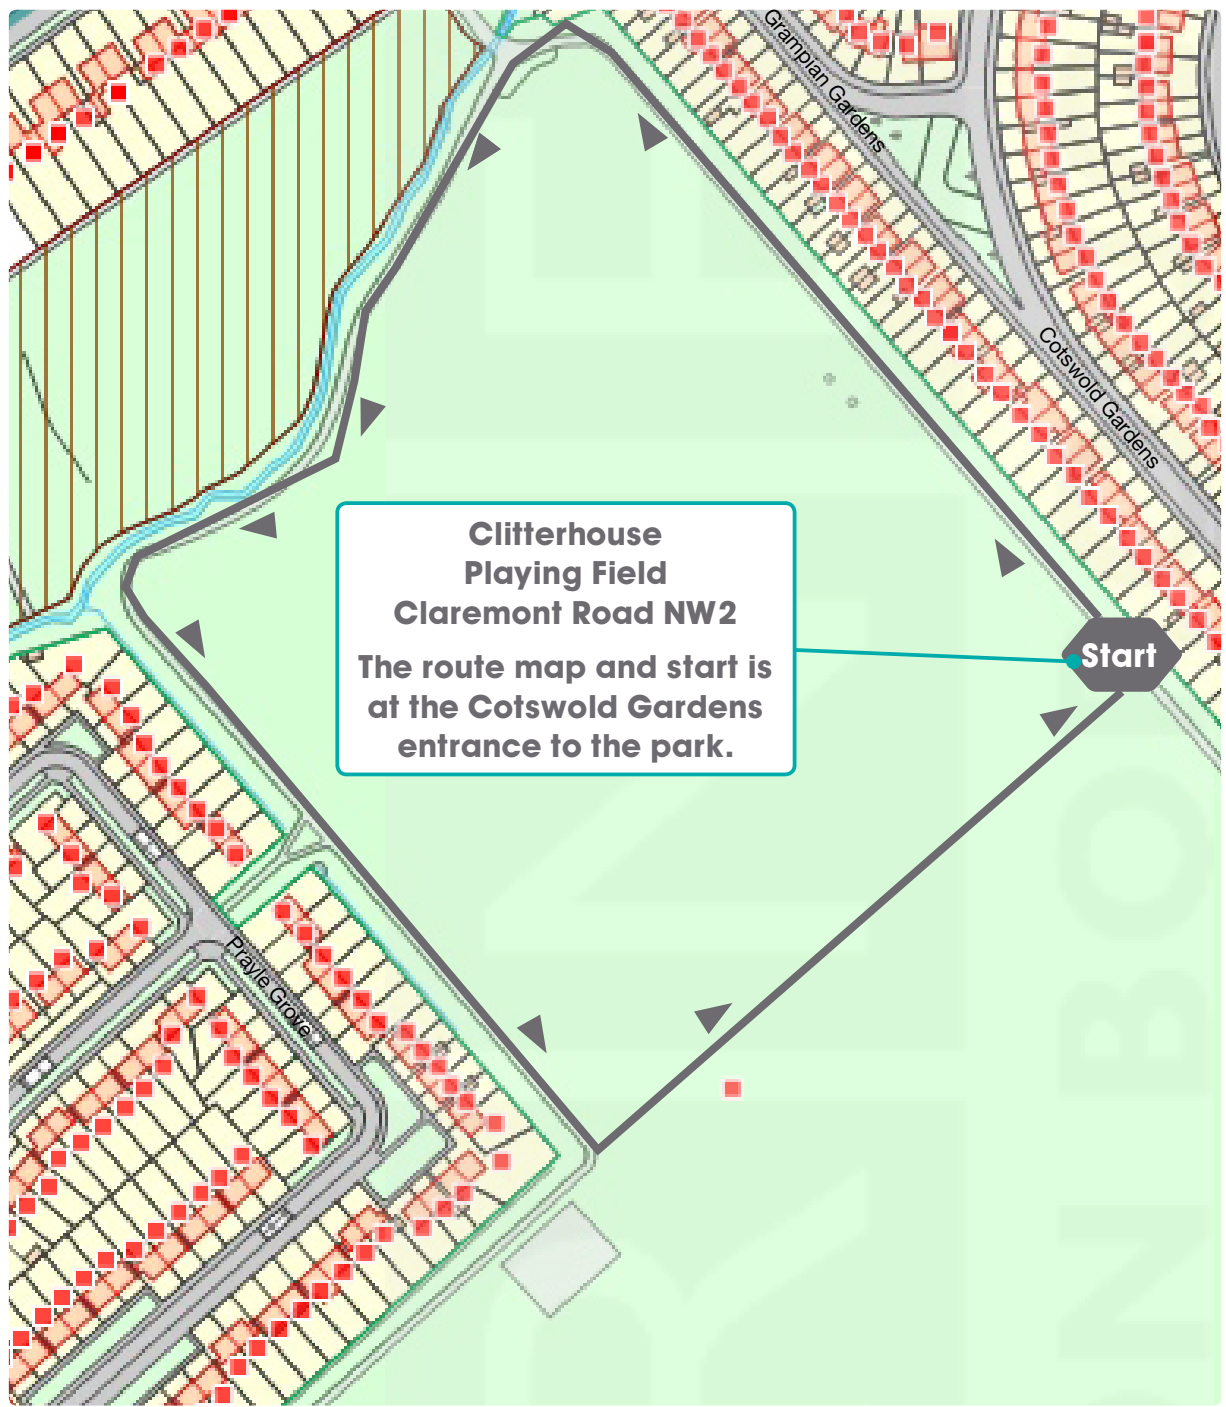 Grampian Gardens
Cotswold Gardens
Clitterhouse
Playing Field
Claremont Road NW2
The route map and start is
at the Cotswold Gardens
entrance to the park.
Start
Prayle Grove